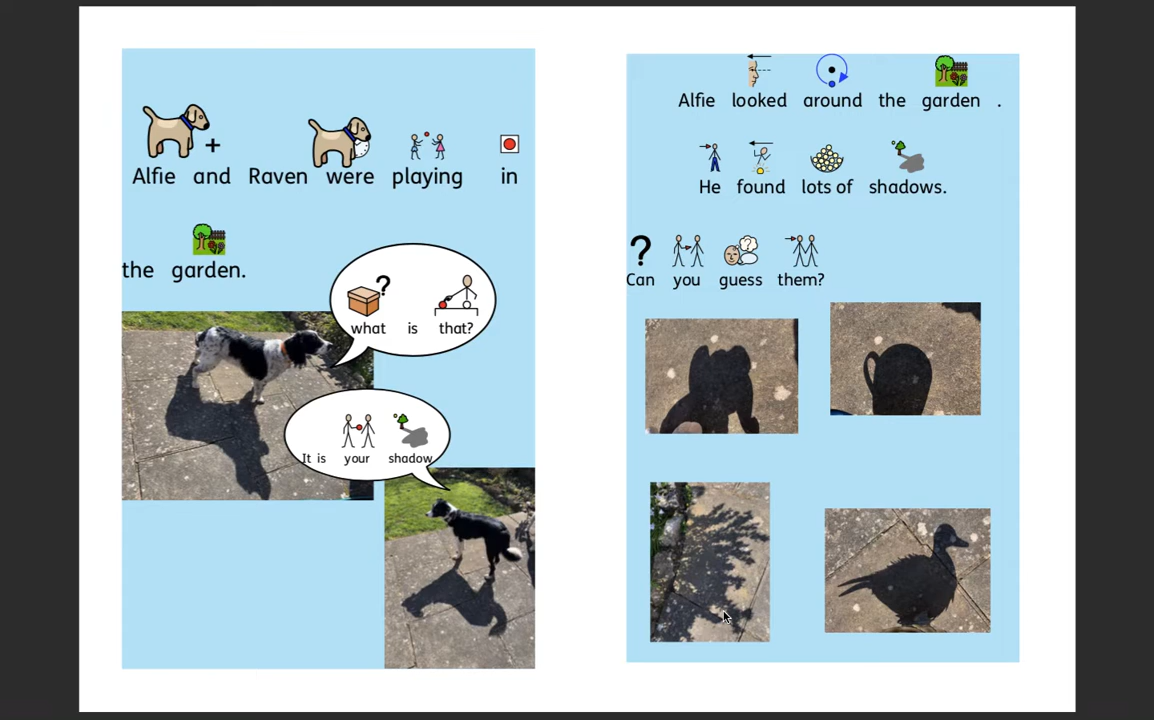 Alfie and Raven were playing in
the garden.
what is that?
It is your shadow
Alfie looked around the garden .
He found lots of shadows.
Can you guess them?